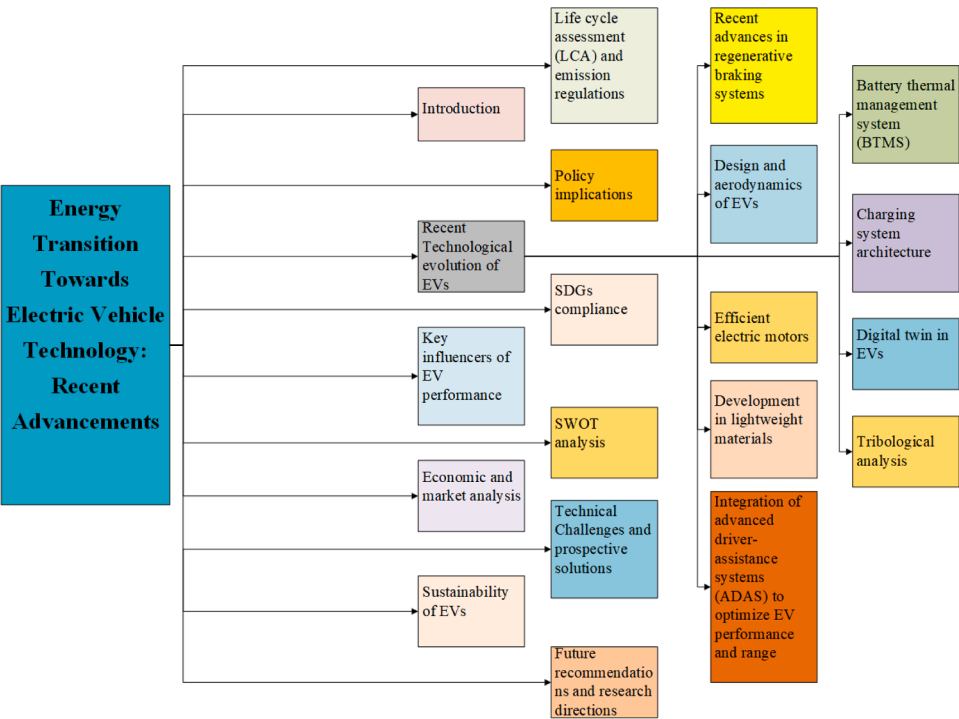 Energy
Transition
Towards
Electric Vehicle
Technology:
Recent
Advancements
Introduction
Recent
Technological
evolution of
EVs
Key
influencers of
EV
performance
Economic and
market analysis
Sustainability
of EVs
Life cycle
assessment
(LCA) and
emission
regulations
Policy
implications
SDGs
compliance
SWOT
analysis
Technical
Challenges and
prospective
solutions
Future
recommendatio
ns and research
directions
Recent
advances in
regenerative
braking
systems
Design and
aerodynamics
of EVs
Efficient
electric motors
Development
in lightweight
materials
Integration of
advanced
driver-
assistance
systems
(ADAS) to
optimize EV
performance
and range
Battery thermal
management
system
(BTMS)
Charging
system
architecture
Digital twin in
EVs
Tribological
analysis